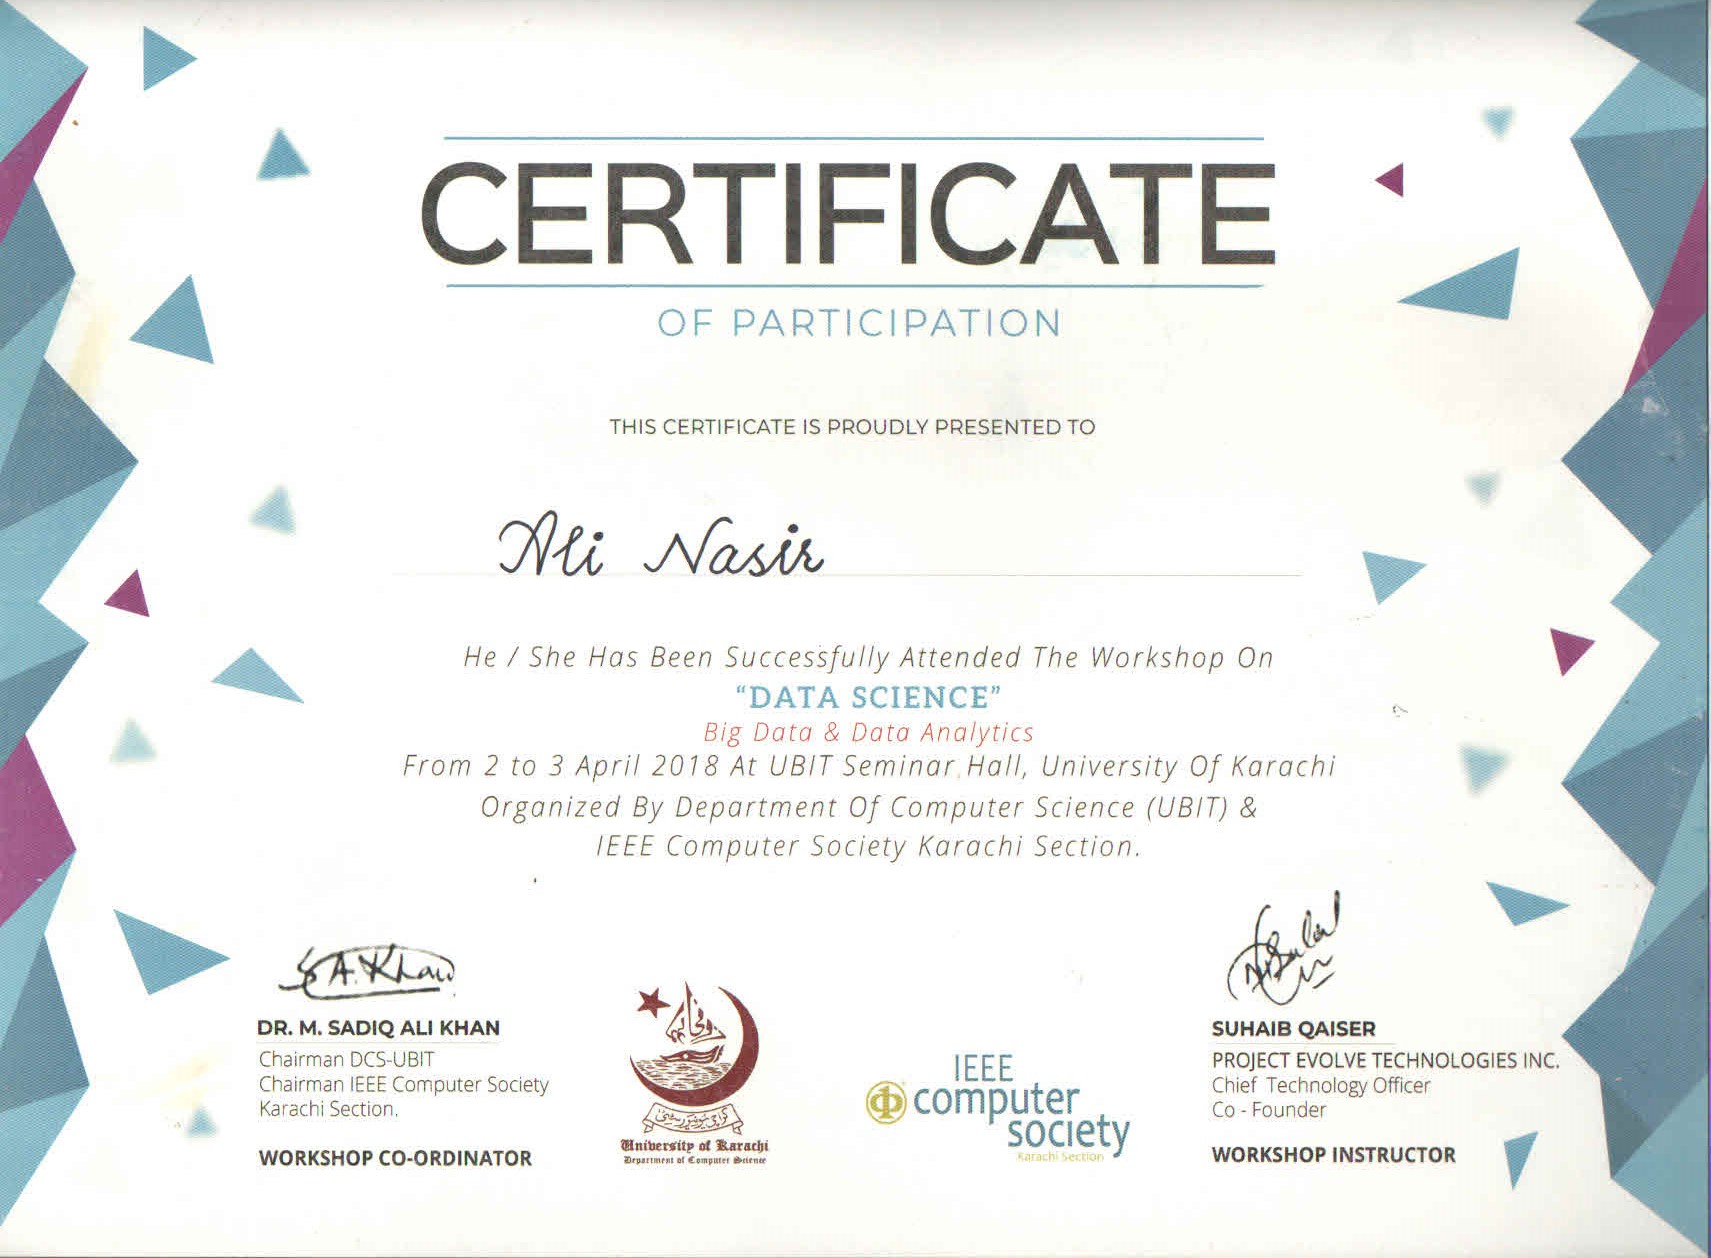 CERTIFICATE
OF PARTICIPATION
THIS CERTIFICATE IS PROUDLY PRESENTED TO
Ali Nasir
He / She Has Been Successfully Attended The Workshop On
“DATA SCIENCE”
Big Data & Data Analytics
From 2 to 3 April 2018 At UBIT Seminar Hall, University Of Karachi
Organized By Department Of Computer Science (UBIT) &
IEEE Computer Society Karachi Section.
S A. Khan
DR. M. SADIQ ALI KHAN
Chairman DCS-UBIT
Chairman IEEE Computer Society
Karachi Section.
WORKSHOP CO-ORDINATOR
University of Karachi
Department of Computer Science
IEEE
computer
society
Karachi Section
SUHAIB QAISER
PROJECT EVOLVE TECHNOLOGIES INC.
Chief Technology Officer
Co - Founder
WORKSHOP INSTRUCTOR